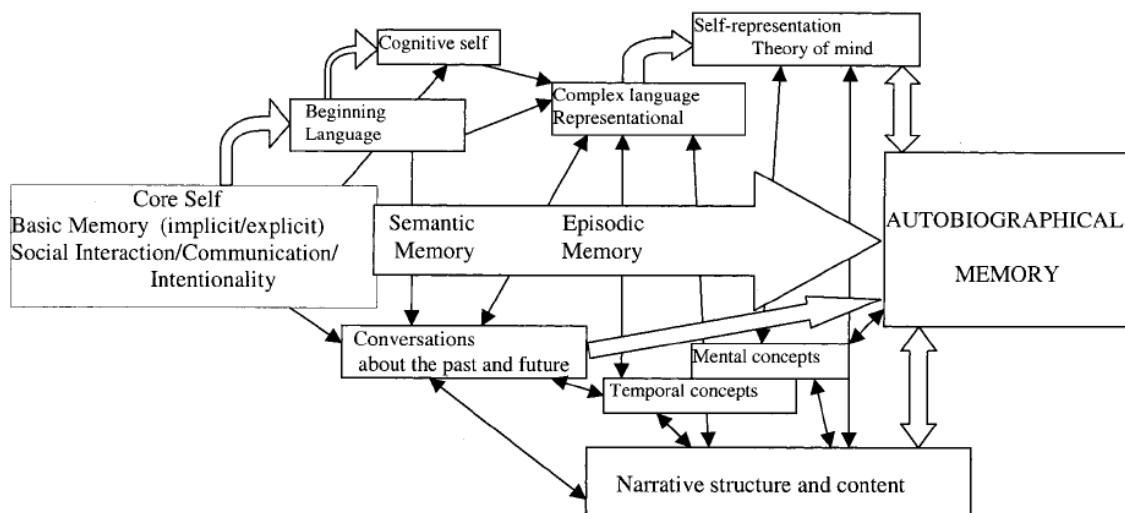 Cognitive self
Self-representation
Theory of mind
Beginning
Language
Complex language
Representational
Core Self
Basic Memory (implicit/explicit)
Social Interaction/Communication/
Intentionality
Semantic
Memory
Episodic
Memory
AUTOBIOGRAPHICAL
MEMORY
Conversations
about the past and future
Mental concepts
Temporal concepts
Narrative structure and content